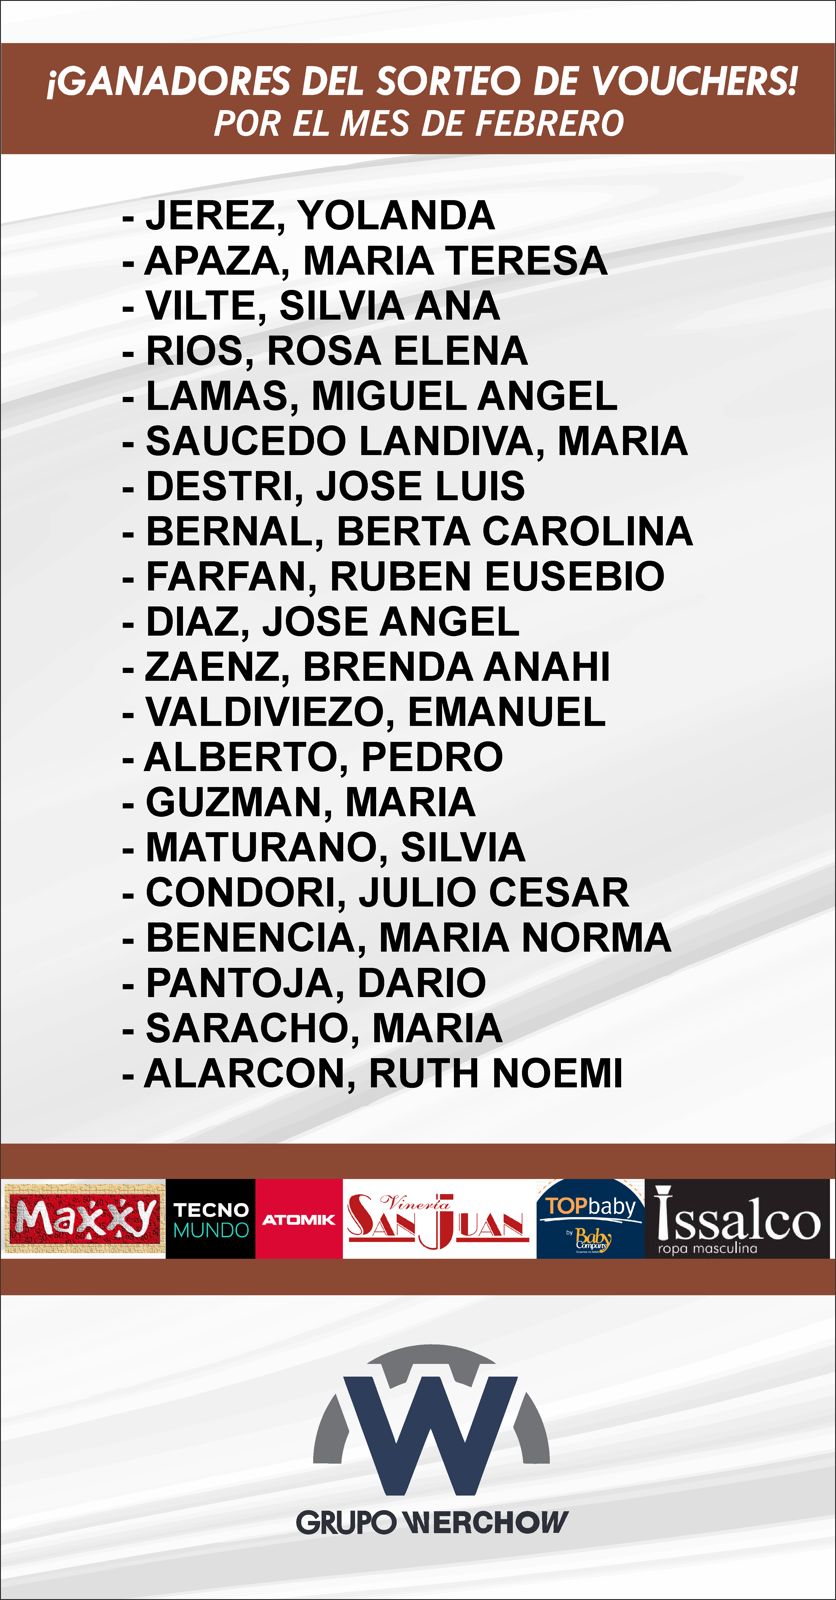 ¡GANADORES DEL SORTEO DE VOUCHERS!
POR EL MES DE FEBRERO
- JEREZ, YOLANDA
- APAZA, MARIA TERESA
- VILTE, SILVIA ANA
- RIOS, ROSA ELENA
- LAMAS, MIGUEL ANGEL
- SAUCEDO LANDIVA, MARIA
- DESTRI, JOSE LUIS
- BERNAL, BERTA CAROLINA
- FARFAN, RUBEN EUSEBIO
- DIAZ, JOSE ANGEL
- ZAENZ, BRENDA ANAHI
- VALDIVIEZO, EMANUEL
- ALBERTO, PEDRO
- GUZMAN, MARIA
- MATURANO, SILVIA
- CONDORI, JULIO CESAR
- BENENCIA, MARIA NORMA
- PANTOJA, DARIO
- SARACHO, MARIA
- ALARCON, RUTH NOEMI
Maxxy
TECNO
MUNDO
ATOMIK
Vinería
SAN JUAN
TOPbaby
by Baby
Company
Issalco
ropa masculina
W
GRUPO WERCHOW